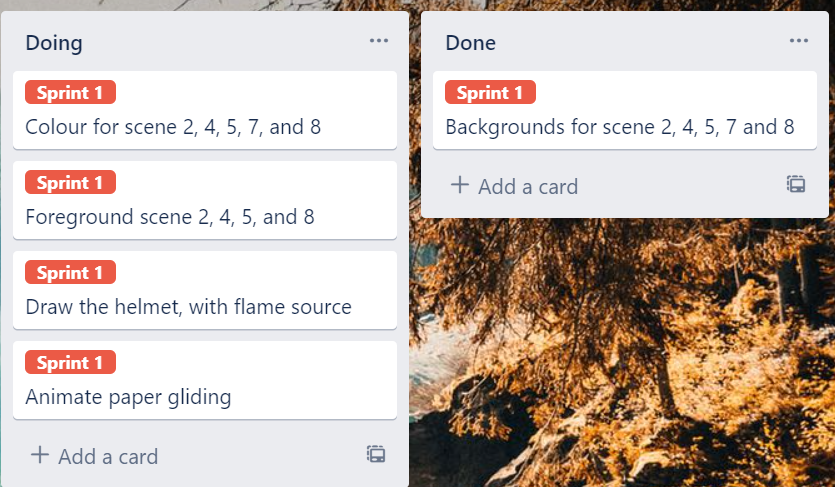 Doing
Sprint 1
Colour for scene 2, 4, 5, 7, and 8
Sprint 1
Foreground scene 2, 4, 5, and 8
Sprint 1
Draw the helmet, with flame source
Sprint 1
Animate paper gliding
+ Add a card
Done
Sprint 1
Backgrounds for scene 2, 4, 5, 7 and 8
+ Add a card